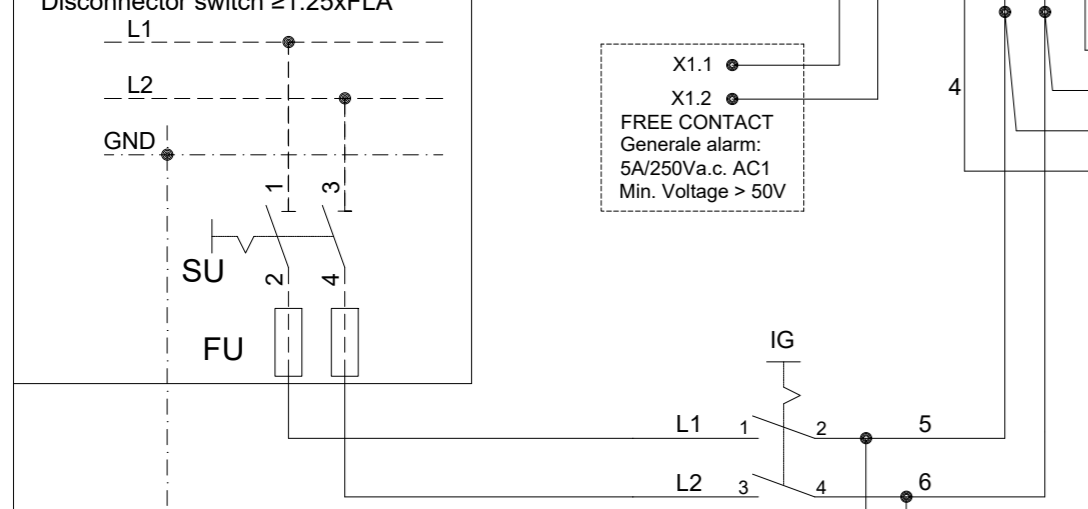 Disconnector switch ≥1.25xFLA
L1
L2
GND
1 3
SU
2 4
FU
X1.1
X1.2
FREE CONTACT
Generale alarm:
5A/250Va.c. AC1
Min. Voltage > 50V
4
IG
L1 1 2 5
L2 3 4 6